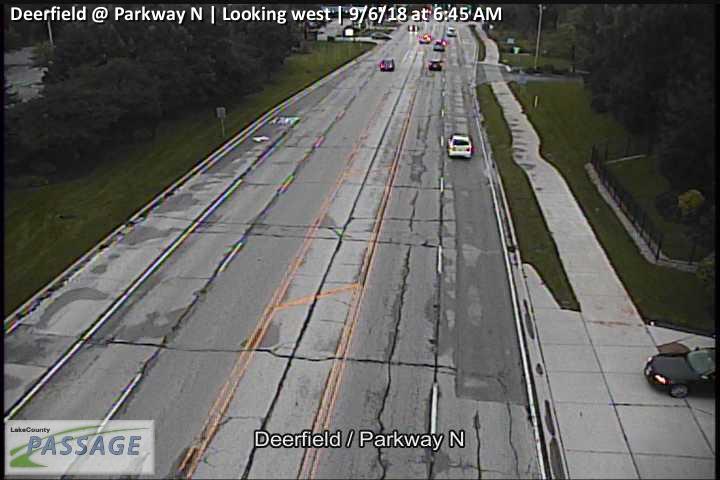 Deerfield @ Parkway N | Looking west | 9/6/18 at 6:45 AM
Deerfield / Parkway N
LakeCounty
PASSAGE